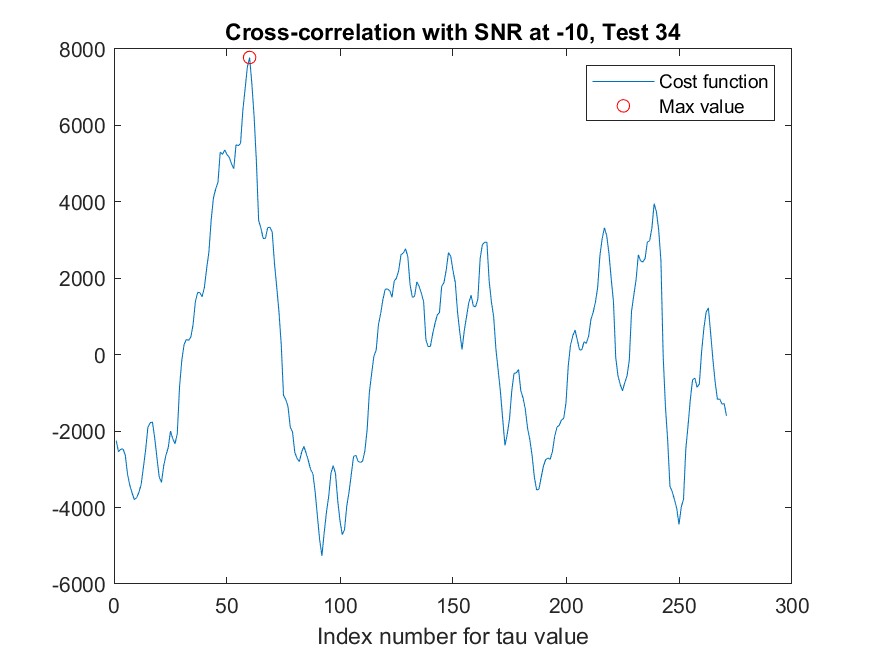 Cross-correlation with SNR at -10, Test 34
8000
6000
4000
2000
0
-2000
-4000
-6000
0 50 100 150 200 250 300
Index number for tau value
Cost function
Max value